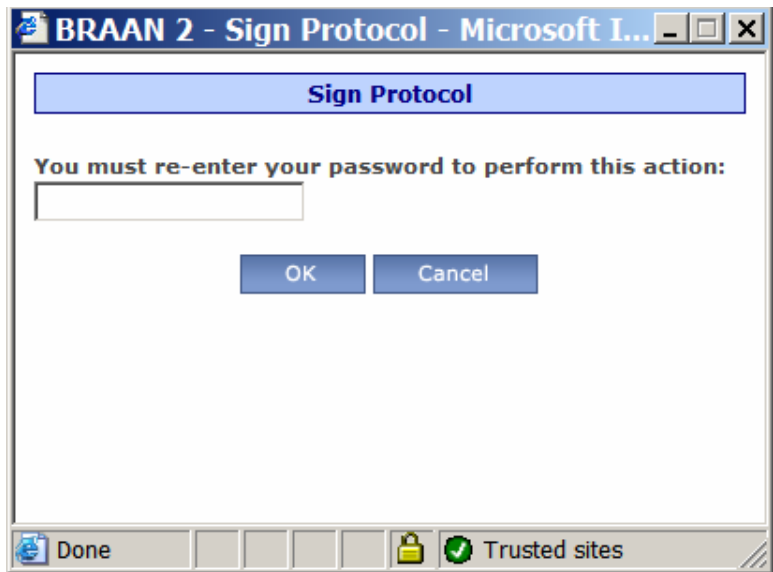 BRAAN 2 - Sign Protocol - Microsoft I...
Sign Protocol
You must re-enter your password to perform this action:
OK Cancel
Done Trusted sites